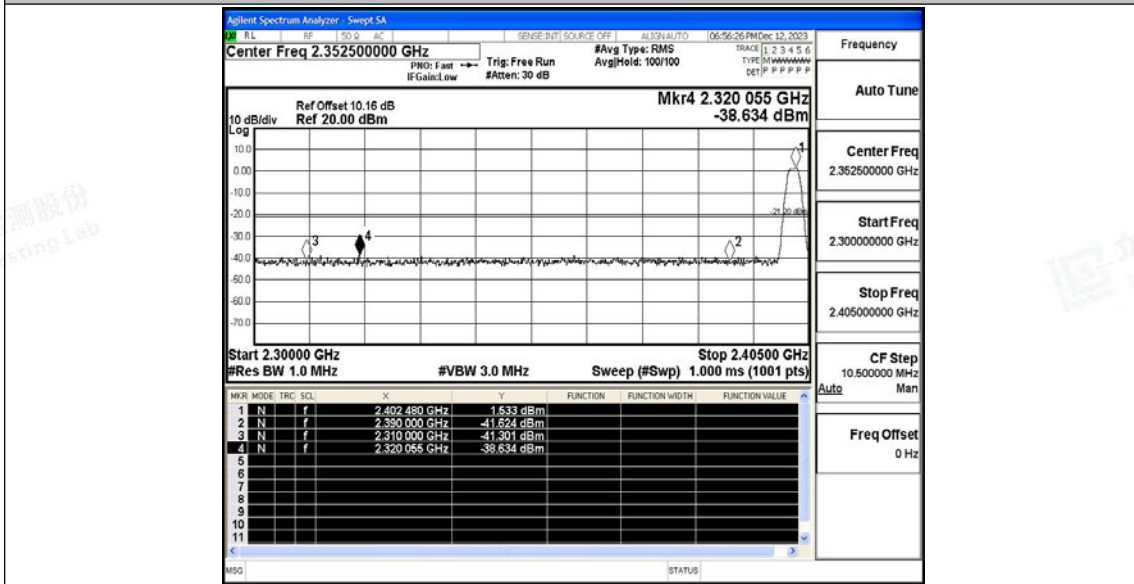 Agilent Spectrum Analyzer - Swept SA
RL RF 50 Ω AC SENSE:INT SOURCE OFF ALIGN AUTO 06:56:26 PM Dec 12, 2023
Center Freq 2.352500000 GHz #Avg Type: RMS TRACE 1 2 3 4 5 6 Frequency
PNO: Fast Trig: Free Run Avg|Hold: 100/100 TYPE M WWWWW
IFGain:Low #Atten: 30 dB DET P P P P P P
Auto Tune
Mkr4 2.320 055 GHz
Ref Offset 10.16 dB
10 dB/div Ref 20.00 dBm -38.634 dBm
Log
10.0
0.00
-10.0
-20.0
-30.0
-40.0
-50.0
-60.0
-70.0
1
-21.20 dBm
3
4
2
Center Freq
2.352500000 GHz
Start Freq
2.300000000 GHz
Stop Freq
2.405000000 GHz
Start 2.30000 GHz Stop 2.40500 GHz
#Res BW 1.0 MHz #VBW 3.0 MHz Sweep (#Swp) 1.000 ms (1001 pts)
CF Step
10.500000 MHz
Auto Man
MKR MODE TRC SCL X Y FUNCTION FUNCTION WIDTH FUNCTION VALUE
1 N f 2.402 480 GHz 1.533 dBm
2 N f 2.390 000 GHz -41.624 dBm
3 N f 2.310 000 GHz -41.301 dBm
4 N f 2.320 055 GHz -38.634 dBm
5
6
7
8
9
10
11
Freq Offset
0 Hz
MSG STATUS
测股份
sting Lab